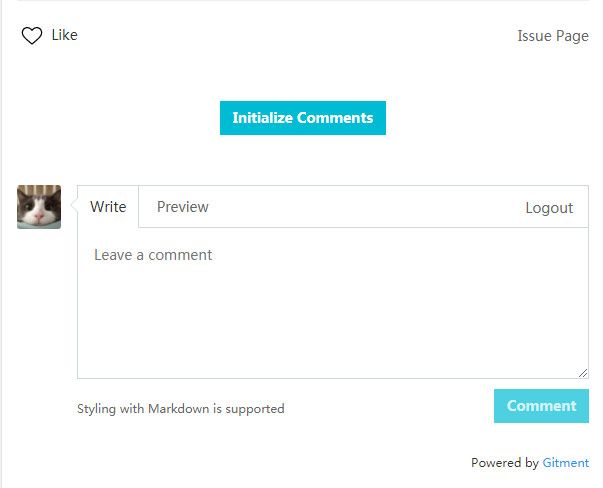 Like Issue Page
Initialize Comments
Write Preview Logout
Leave a comment
Styling with Markdown is supported
Comment
Powered by Gitment